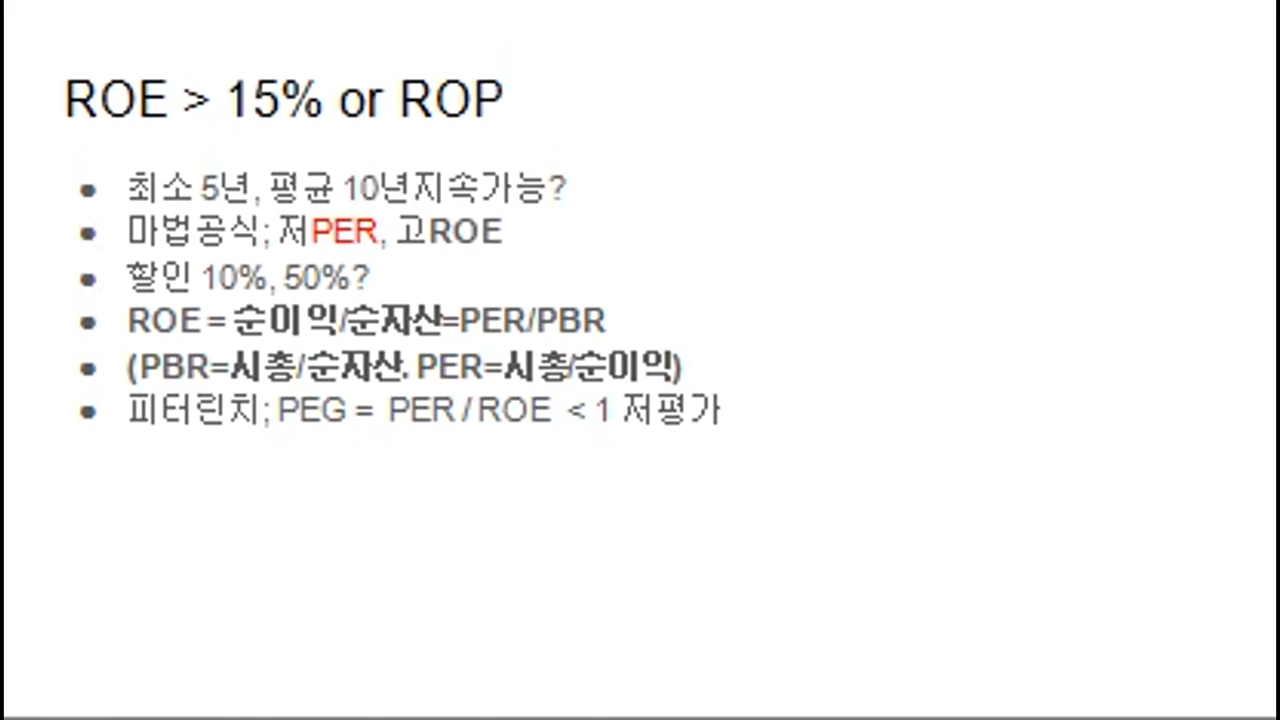 ROE > 15% or ROP
● 최소 5년, 평균 10년지속가능?
● 마법공식; 저PER, 고ROE
● 할인 10%, 50%?
● ROE = 순이익/순자산=PER/PBR
● (PBR=시총/순자산. PER=시총/순이익)
● 피터린치; PEG = PER / ROE < 1 저평가